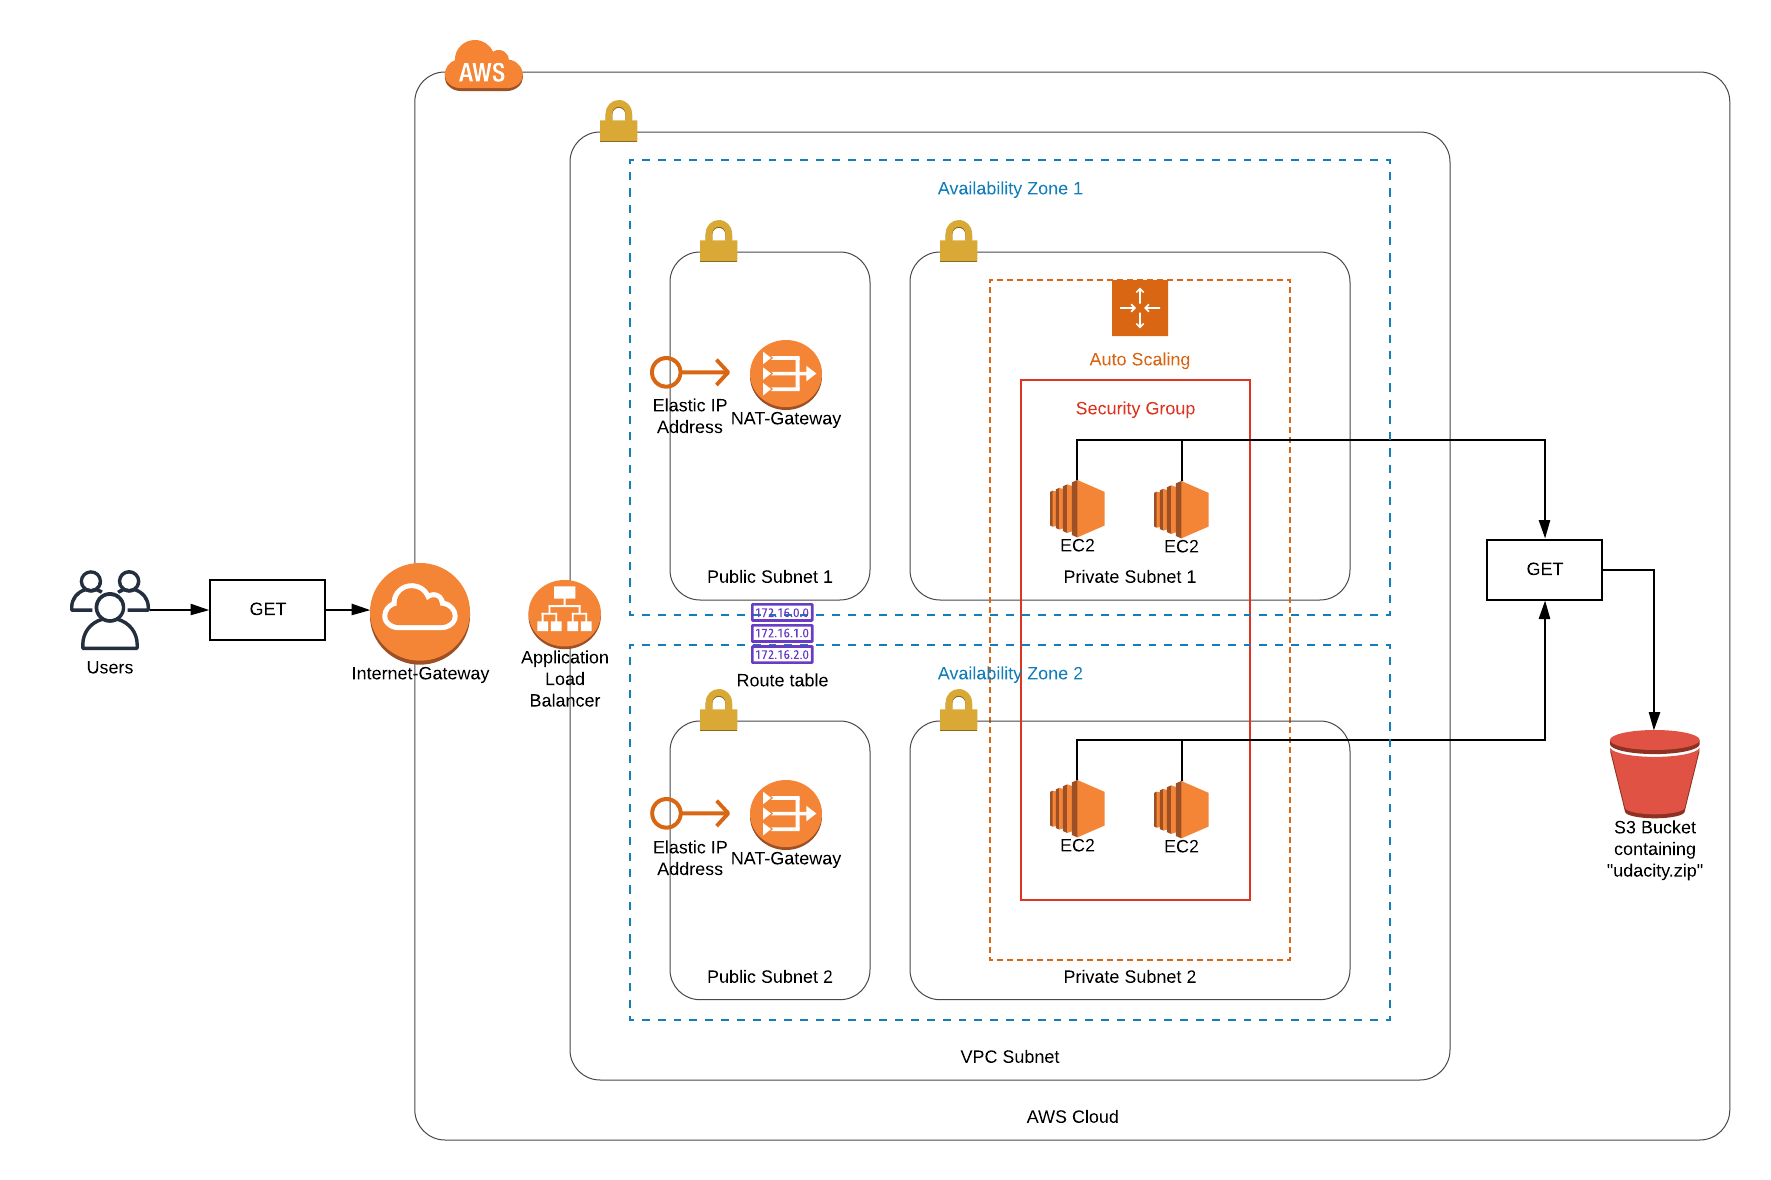 AWS
Availability Zone 1
Auto Scaling
Elastic IP
Address
NAT-Gateway
Security Group
EC2
EC2
Public Subnet 1
Private Subnet 1
GET
GET
172.16.0.0
172.16.1.0
172.16.2.0
Users
Internet-Gateway
Application
Load
Balancer
Route table
Availability Zone 2
Elastic IP
Address
NAT-Gateway
EC2
EC2
S3 Bucket
containing
"udacity.zip"
Public Subnet 2
Private Subnet 2
VPC Subnet
AWS Cloud